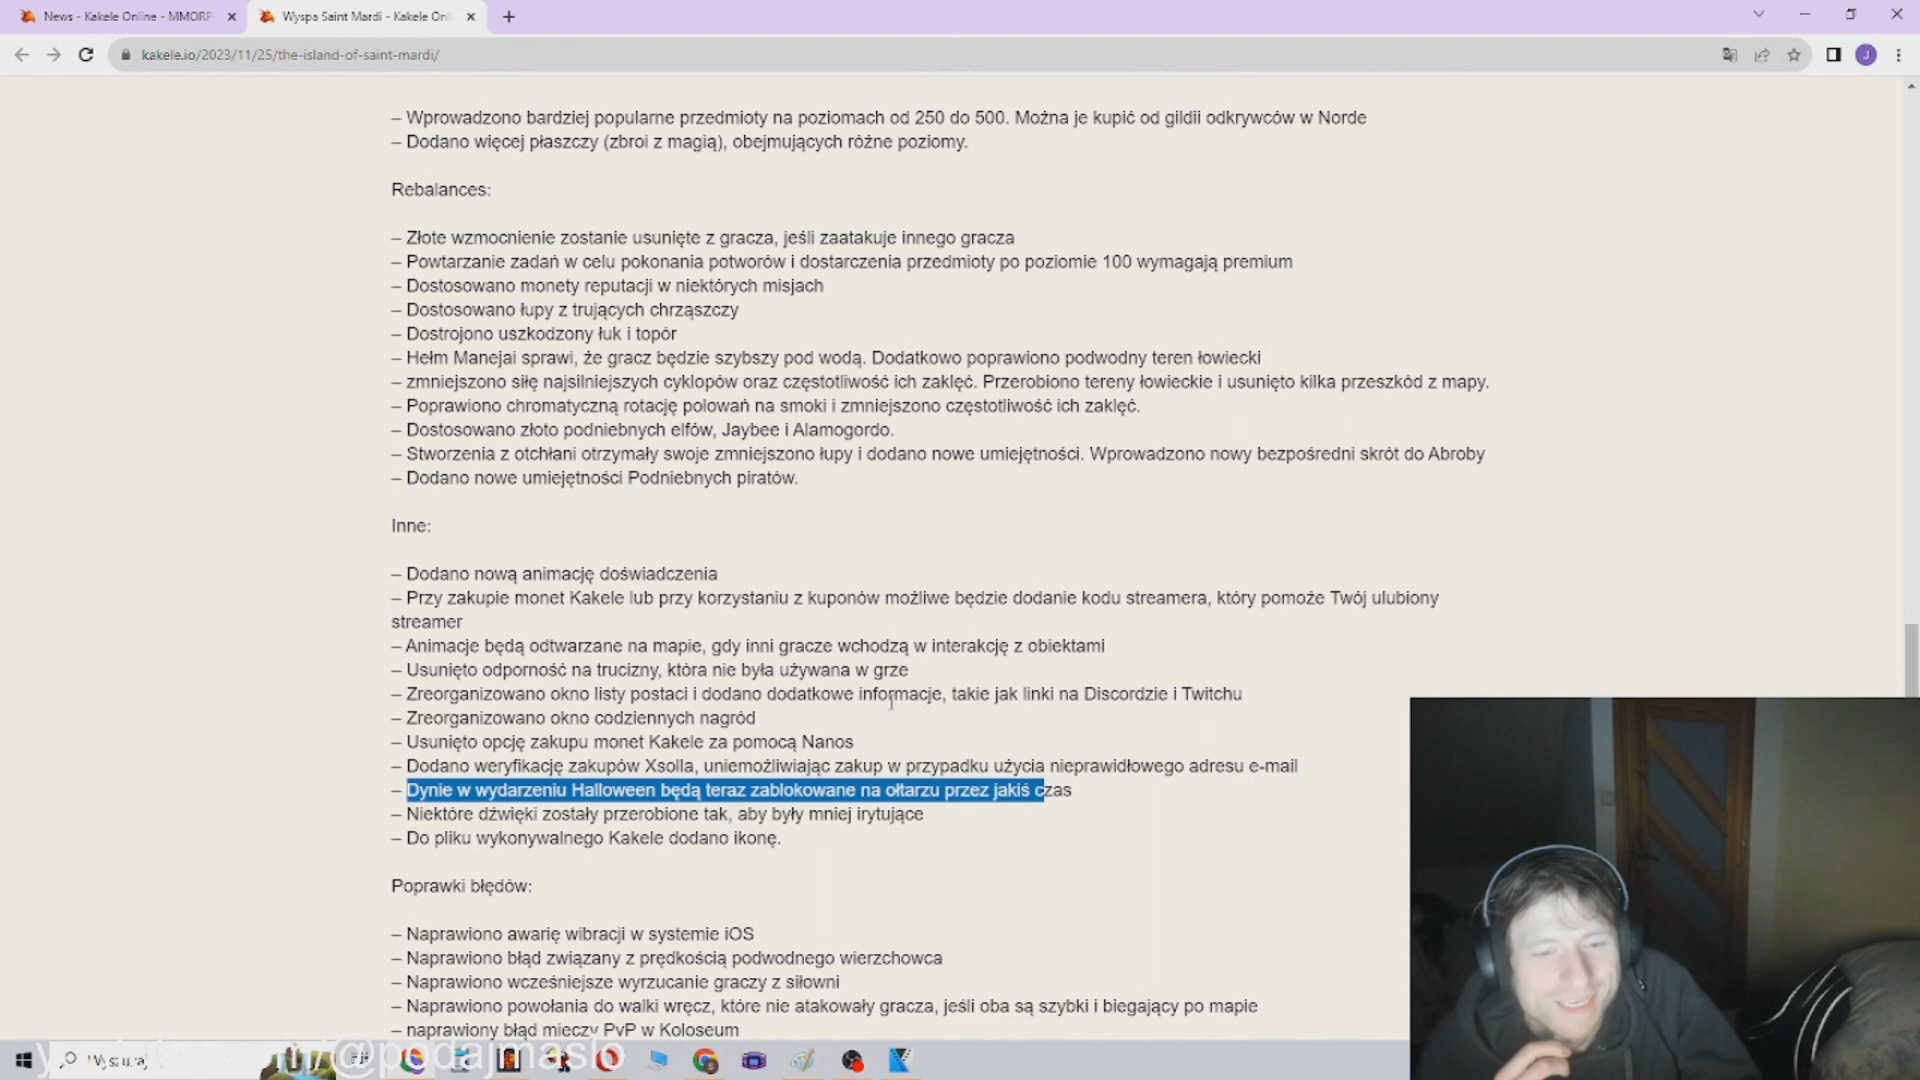 News - Kakele Online - MMORP
Wyspa Saint Mardi - Kakele Onli
kakele.io/2023/11/25/the-island-of-saint-mardi/
J
– Wprowadzono bardziej popularne przedmioty na poziomach od 250 do 500. Można je kupić od gildii odkrywców w Norde
– Dodano więcej płaszczy (zbroi z magią), obejmujących różne poziomy.
Rebalances:
– Złote wzmocnienie zostanie usunięte z gracza, jeśli zaatakuje innego gracza
– Powtarzanie zadań w celu pokonania potworów i dostarczenia przedmioty po poziomie 100 wymagają premium
– Dostosowano monety reputacji w niektórych misjach
– Dostosowano łupy z trujących chrząszczy
– Dostrojono uszkodzony łuk i topór
– Hełm Manejai sprawi, że gracz będzie szybszy pod wodą. Dodatkowo poprawiono podwodny teren łowiecki
– zmniejszono siłę najsilniejszych cyklopów oraz częstotliwość ich zaklęć. Przerobiono tereny łowieckie i usunięto kilka przeszkód z mapy.
– Poprawiono chromatyczną rotację polowań na smoki i zmniejszono częstotliwość ich zaklęć.
– Dostosowano złoto podniebnych elfów, Jaybee i Alamogordo.
– Stworzenia z otchłani otrzymały swoje zmniejszono łupy i dodano nowe umiejętności. Wprowadzono nowy bezpośredni skrót do Abroby
– Dodano nowe umiejętności Podniebnych piratów.
Inne:
– Dodano nową animację doświadczenia
– Przy zakupie monet Kakele lub przy korzystaniu z kuponów możliwe będzie dodanie kodu streamera, który pomoże Twój ulubiony
streamer
– Animacje będą odtwarzane na mapie, gdy inni gracze wchodzą w interakcję z obiektami
– Usunięto odporność na trucizny, która nie była używana w grze
– Zreorganizowano okno listy postaci i dodano dodatkowe informacje, takie jak linki na Discordzie i Twitchu
– Zreorganizowano okno codziennych nagród
– Usunięto opcję zakupu monet Kakele za pomocą Nanos
– Dodano weryfikację zakupów Xsolla, uniemożliwiając zakup w przypadku użycia nieprawidłowego adresu e-mail
– Dynie w wydarzeniu Halloween będą teraz zablokowane na ołtarzu przez jakiś czas
– Niektóre dźwięki zostały przerobione tak, aby były mniej irytujące
– Do pliku wykonywalnego Kakele dodano ikonę.
Poprawki błędów:
– Naprawiono awarię wibracji w systemie iOS
– Naprawiono błąd związany z prędkością podwodnego wierzchowca
– Naprawiono wcześniejsze wyrzucanie graczy z siłowni
– Naprawiono powołania do walki wręcz, które nie atakowały gracza, jeśli oba są szybki i biegający po mapie
– naprawiony błąd mieczy PvP w Koloseum
@podajmaslo